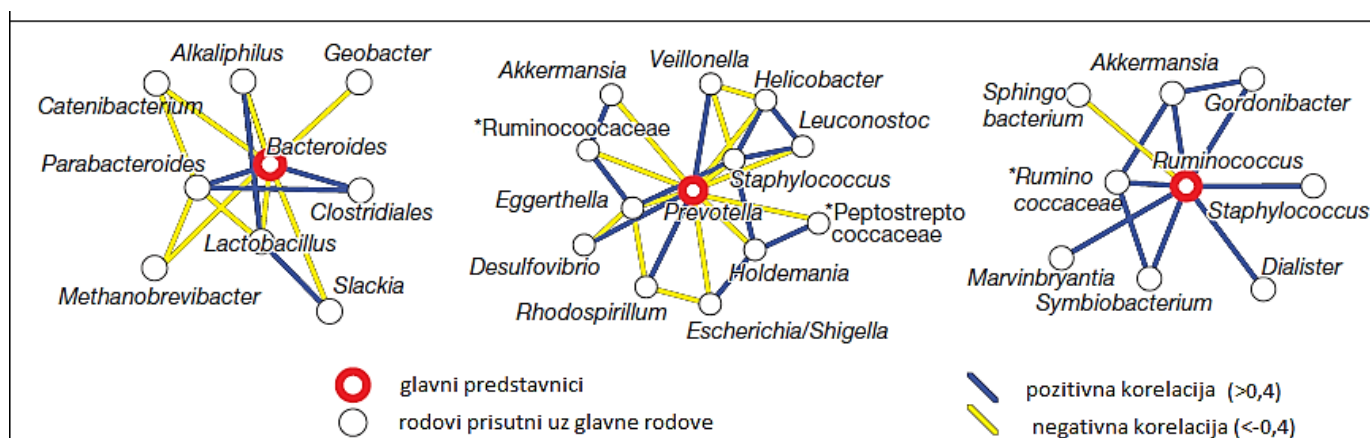 Alkaliphilus
Geobacter
Catenibacterium
Bacteroides
Parabacteroides
Clostridiales
Lactobacillus
Methanobrevibacter
Slackia
Veillonella
Akkermansia
Helicobacter
*Ruminocoocaceae
Leuconostoc
Staphylococcus
Eggerthella
Prevotella
*Peptostrepto
coccaceae
Desulfovibrio
Holdemania
Rhodospirillum
Escherichia/Shigella
Akkermansia
Sphingo
bacterium
Gordonibacter
Ruminococcus
*Rumino
coccaceae
Staphylococcus
Marvinbryantia
Dialister
Symbiobacterium
glavni predstavnici
rodovi prisutni uz glavne rodove
pozitivna korelacija (>0,4)
negativna korelacija (<-0,4)